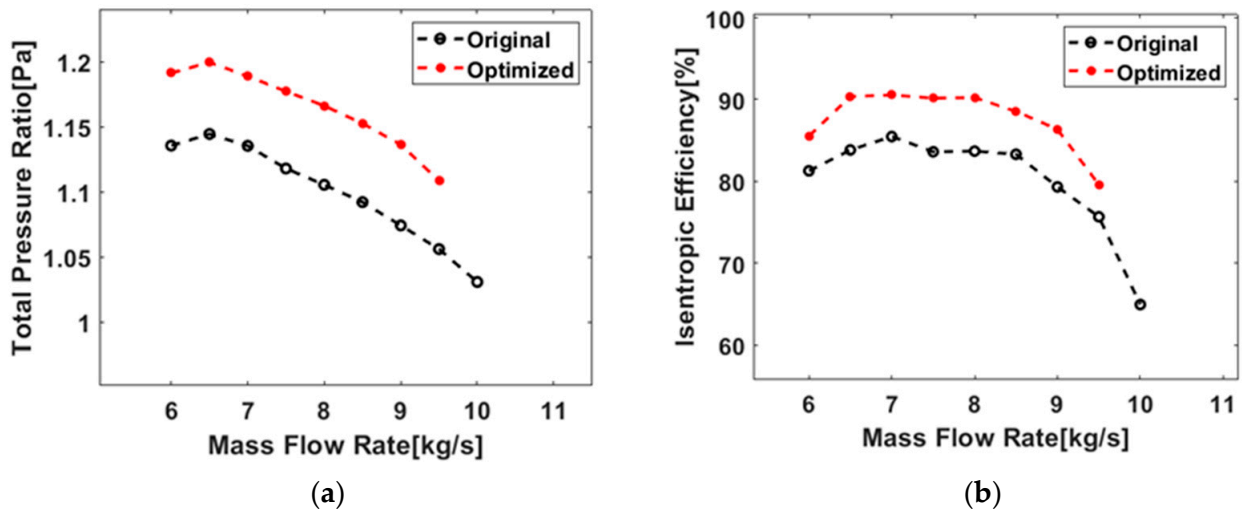 Total Pressure Ratio[Pa]
1.2
1.15
1.1
1.05
1
6 7 8 9 10 11
Mass Flow Rate[kg/s]
Original
Optimized
(a)
Isentropic Efficiency[%]
100
90
80
70
60
6 7 8 9 10 11
Mass Flow Rate[kg/s]
Original
Optimized
(b)